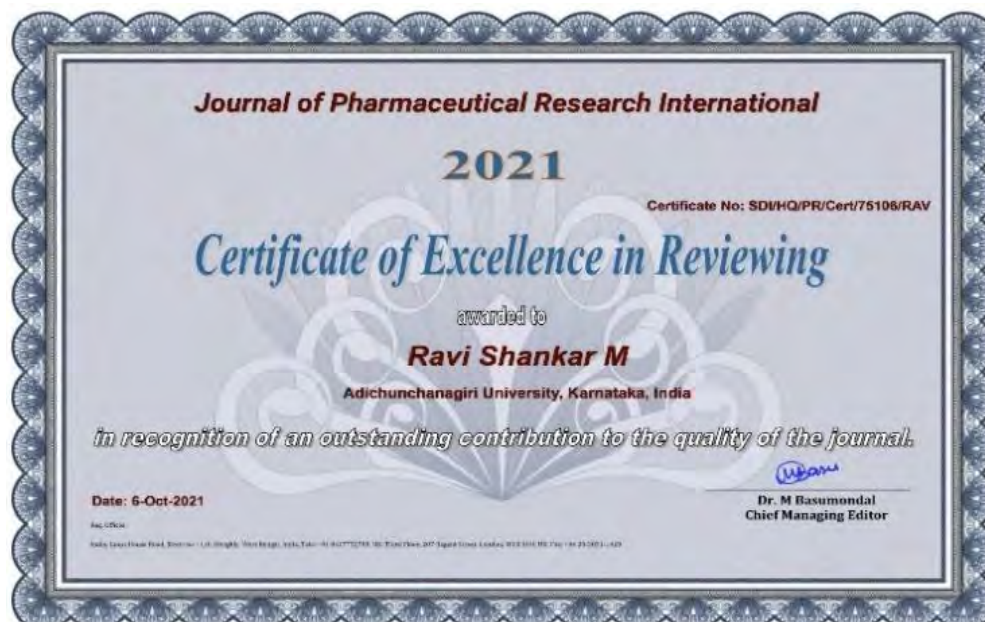 Journal of Pharmaceutical Research International
2021
Certificate No: SDI/HQ/PR/Cert/75106/RAV
Certificate of Excellence in Reviewing
awarded to
Ravi Shankar M
Adichunchanagiri University, Karnataka, India
in recognition of an outstanding contribution to the quality of the journal.
Date: 6-Oct-2021
Dr. M Basumondal
Chief Managing Editor